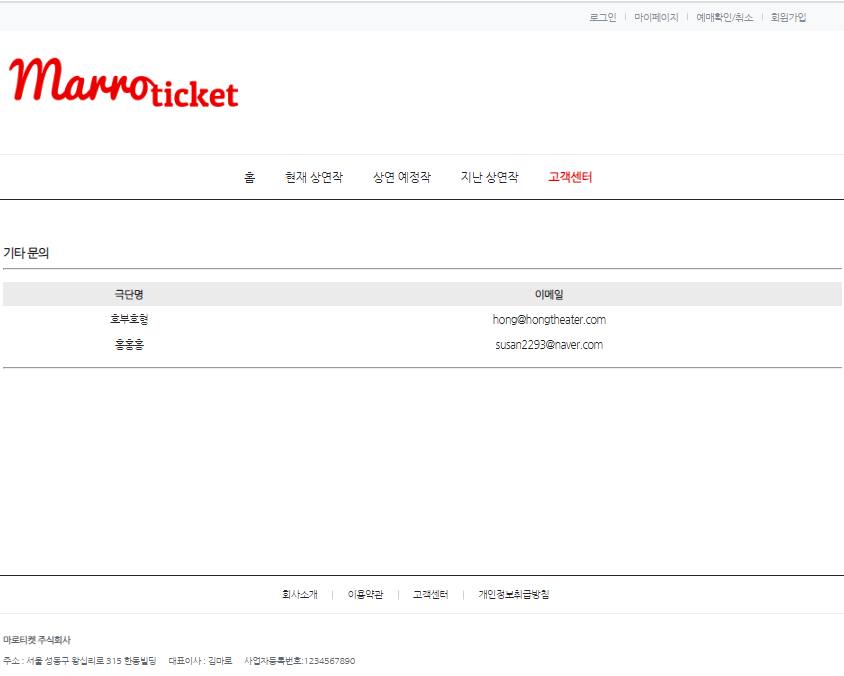 로그인 | 마이페이지 | 예매확인/취소 | 회원가입
Marro ticket
홈 현재 상연작 상연 예정작 지난 상연작 고객센터
기타 문의
극단명 이메일
호부호형 hong@hongtheater.com
홍홍홍 susan2293@naver.com
회사소개 | 이용약관 | 고객센터 | 개인정보취급방침
마로티켓 주식회사
주소 : 서울 성동구 왕십리로 315 한동빌딩 대표이사 : 김마로 사업자등록번호:1234567890